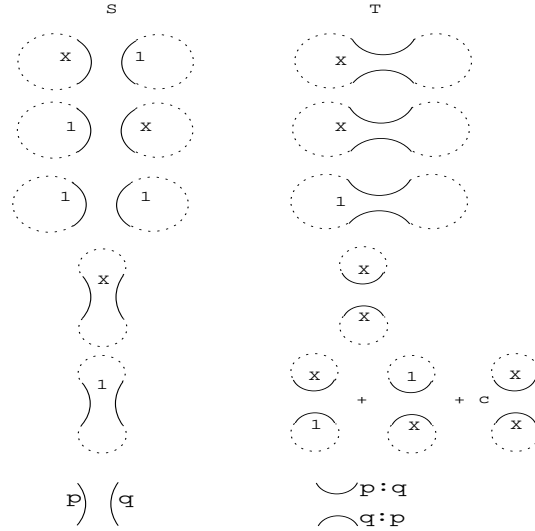 S T
x 1 x
1 x x
1 1 1
x x
x
1 x 1 x
+ + c
1 x x
p q p:q
q:p